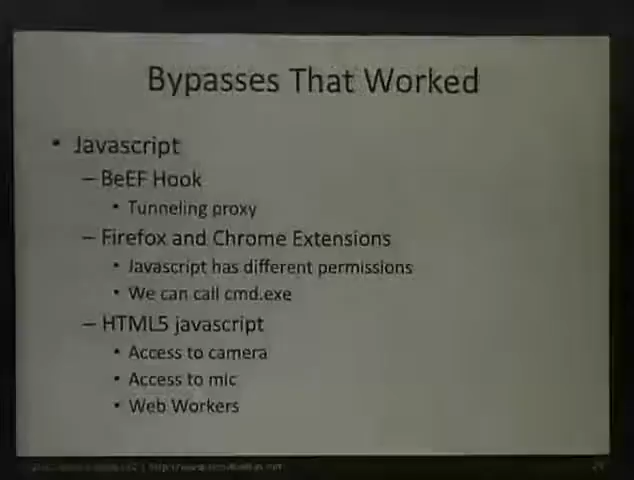 Bypasses That Worked
• Javascript
– BeEF Hook
• Tunneling proxy
– Firefox and Chrome Extensions
• Javascript has different permissions
• We can call cmd.exe
– HTML5 javascript
• Access to camera
• Access to mic
• Web Workers